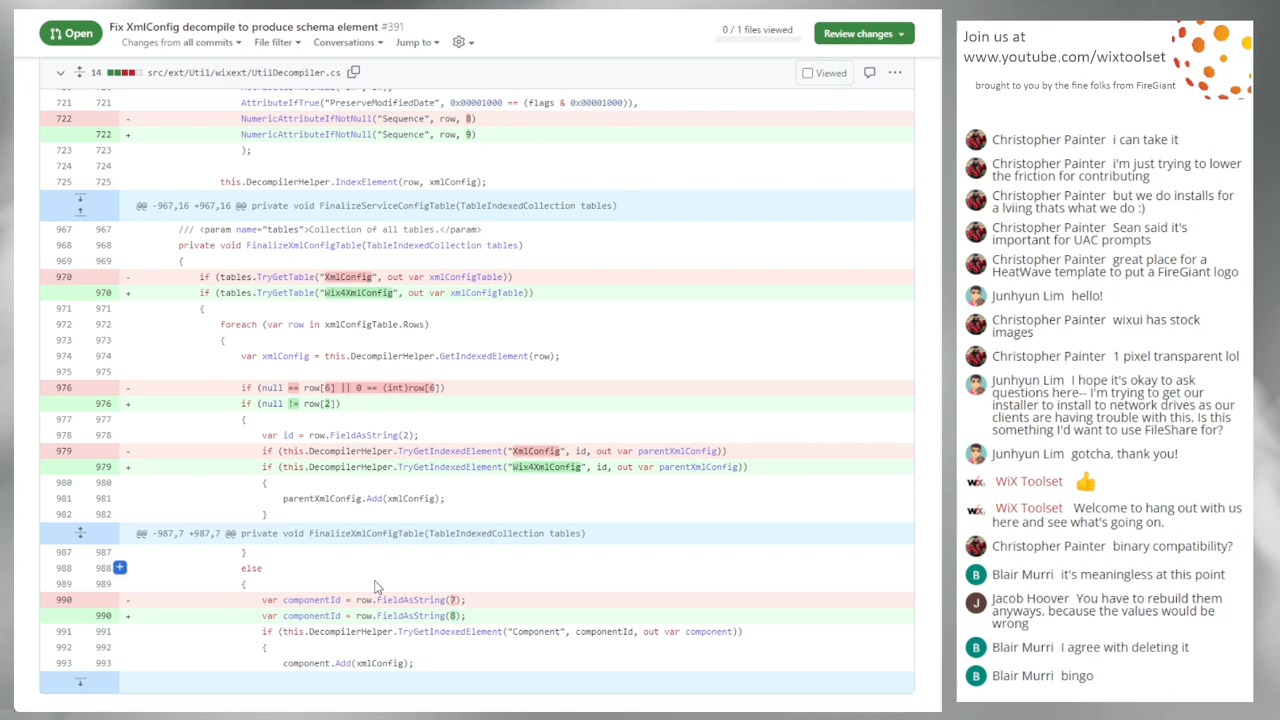 Open
Fix XmlConfig decompile to produce schema element #391
Changes from all commits
File filter
Conversations
Jump to
0 / 1 files viewed
Review changes
14
src/ext/Util/wixext/UtilDecompiler.cs
Viewed
721 721 AttributeIfTrue("PreserveModifiedDate", 0x00001000 == (flags & 0x00001000)),
722 - NumericAttributeIfNotNull("Sequence", row, 8)
722 + NumericAttributeIfNotNull("Sequence", row, 9)
723 723 );
724 724
725 725 this.DecompilerHelper.IndexElement(row, xmlConfig);
@@ -967,16 +967,16 @@ private void FinalizeServiceConfigTable(TableIndexedCollection tables)
967 967 /// <param name="tables">Collection of all tables.</param>
968 968 private void FinalizeXmlConfigTable(TableIndexedCollection tables)
969 969 {
970 - if (tables.TryGetTable("XmlConfig", out var xmlConfigTable))
970 + if (tables.TryGetTable("Wix4XmlConfig", out var xmlConfigTable))
971 971 {
972 972 foreach (var row in xmlConfigTable.Rows)
973 973 {
974 974 var xmlConfig = this.DecompilerHelper.GetIndexedElement(row);
975 975
976 - if (null == row[6] || 0 == (int)row[6])
976 + if (null != row[2])
977 977 {
978 978 var id = row.FieldAsString(2);
979 - if (this.DecompilerHelper.TryGetIndexedElement("XmlConfig", id, out var parentXmlConfig))
979 + if (this.DecompilerHelper.TryGetIndexedElement("Wix4XmlConfig", id, out var parentXmlConfig))
980 980 {
981 981 parentXmlConfig.Add(xmlConfig);
982 982 }
@@ -987,7 +987,7 @@ private void FinalizeXmlConfigTable(TableIndexedCollection tables)
987 987 }
988 988 else
989 989 {
990 - var componentId = row.FieldAsString(7);
990 + var componentId = row.FieldAsString(8);
991 991 if (this.DecompilerHelper.TryGetIndexedElement("Component", componentId, out var component))
992 992 {
993 993 component.Add(xmlConfig);
Join us at
www.youtube.com/wixtoolset
brought to you by the fine folks from FireGiant
Christopher Painter i can take it
Christopher Painter i'm just trying to lower
the friction for contributing
Christopher Painter but we do installs for
a lving thats what we do :)
Christopher Painter Sean said it's
important for UAC prompts
Christopher Painter great place for a
HeatWave template to put a FireGiant logo
Junhyun Lim hello!
Christopher Painter wixui has stock
images
Christopher Painter 1 pixel transparent lol
Junhyun Lim I hope it's okay to ask
questions here-- I'm trying to get our
installer to install to network drives as our
clients are having trouble with this. Is this
something I'd want to use FileShare for?
Junhyun Lim gotcha, thank you!
WiX Toolset 👍
WiX Toolset Welcome to hang out with us
here and see what's going on.
Christopher Painter binary compatibility?
Blair Murri it's meaningless at this point
Jacob Hoover You have to rebuild them
anyways, because the values would be
wrong
Blair Murri I agree with deleting it
Blair Murri bingo